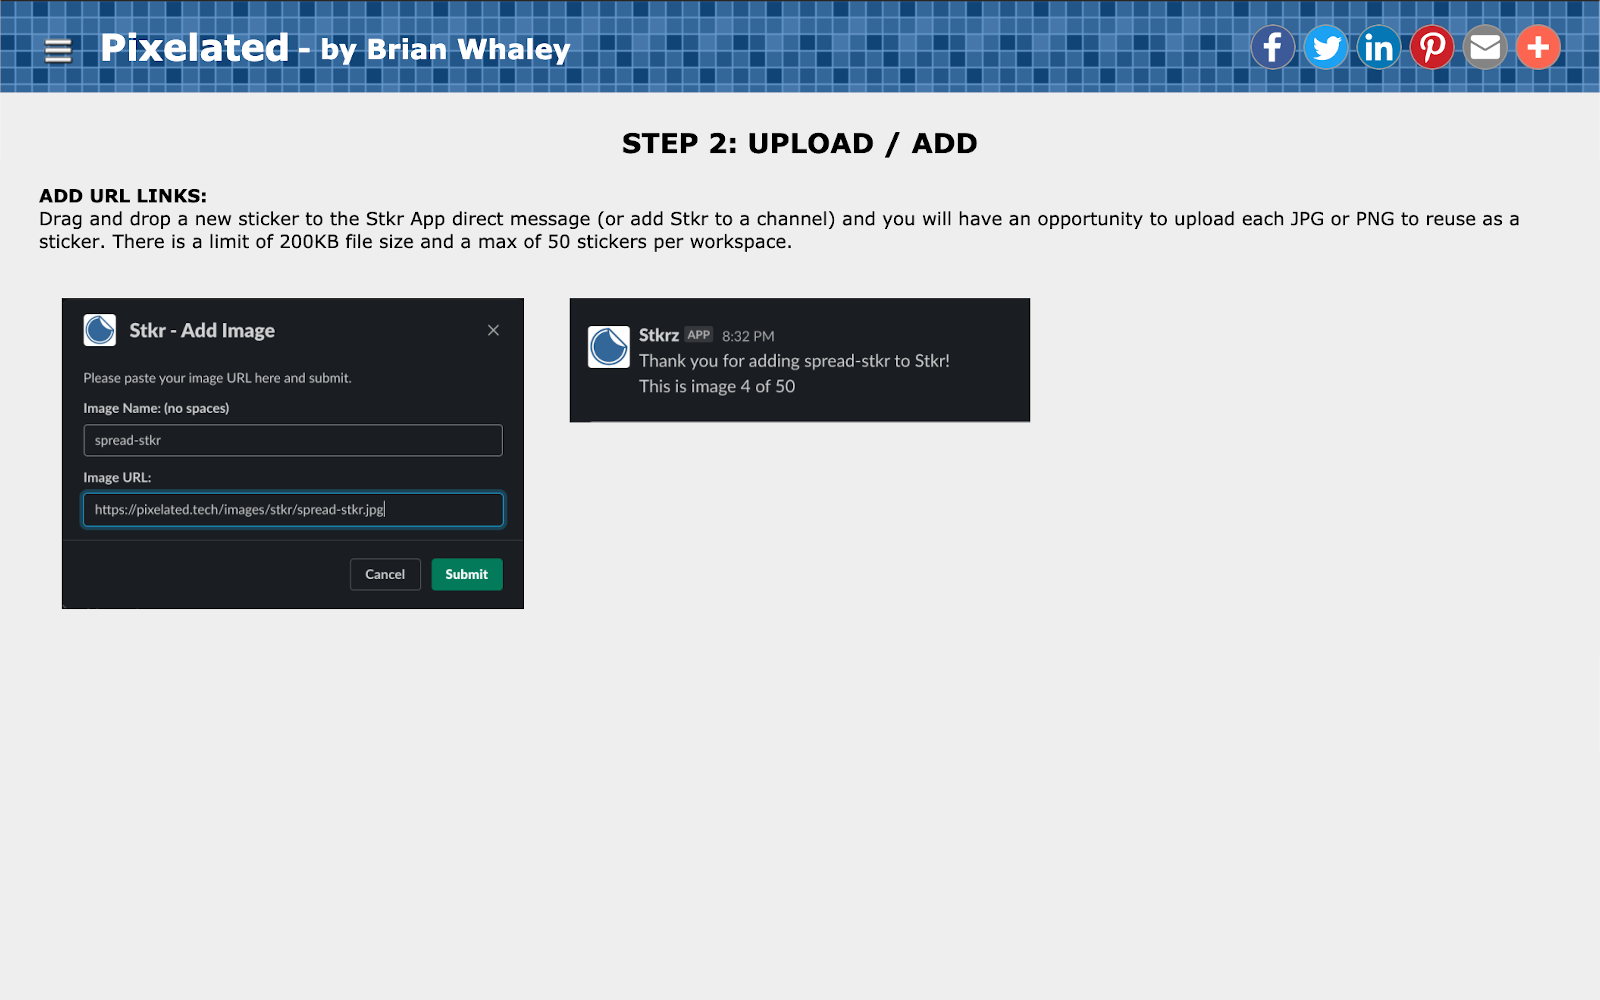 Pixelated - by Brian Whaley
STEP 2: UPLOAD / ADD
ADD URL LINKS:
Drag and drop a new sticker to the Stkr App direct message (or add Stkr to a channel) and you will have an opportunity to upload each JPG or PNG to reuse as a
sticker. There is a limit of 200KB file size and a max of 50 stickers per workspace.
Stkr - Add Image
Please paste your image URL here and submit.
Image Name: (no spaces)
spread-stkr
Image URL:
https://pixelated.tech/images/stkr/spread-stkr.jpg
Cancel
Submit
Stkrz APP 8:32 PM
Thank you for adding spread-stkr to Stkr!
This is image 4 of 50